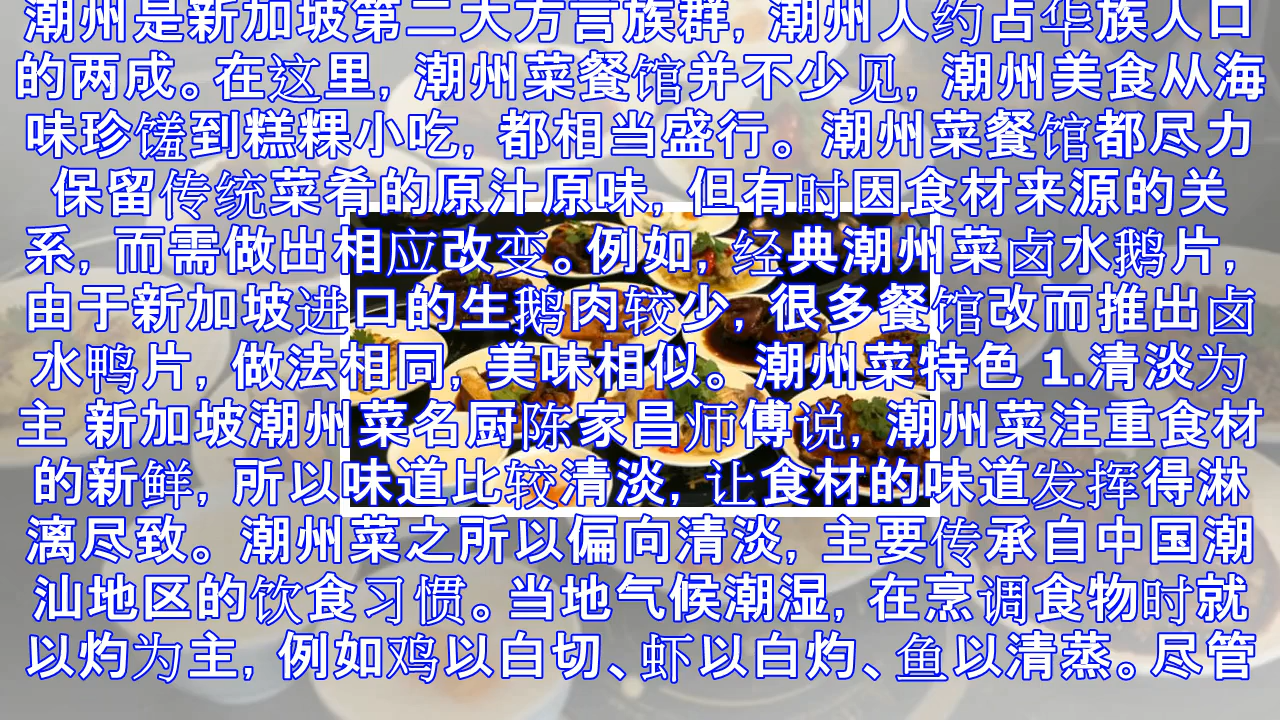 潮州是新加坡第二大方言族群, 潮州人约占华族人口
的两成。在这里, 潮州菜餐馆并不少见, 潮州美食从海
味珍馐到糕粿小吃, 都相当盛行。潮州菜餐馆都尽力
保留传统菜肴的原汁原味, 但有时因食材来源的关
系, 而需做出相应改变。例如, 经典潮州菜卤水鹅片,
由于新加坡进口的生鹅肉较少, 很多餐馆改而推出卤
水鸭片, 做法相同, 美味相似。潮州菜特色 1.清淡为
主 新加坡潮州菜名厨陈家昌师傅说, 潮州菜注重食材
的新鲜, 所以味道比较清淡, 让食材的味道发挥得淋
漓尽致。潮州菜之所以偏向清淡, 主要传承自中国潮
汕地区的饮食习惯。当地气候潮湿, 在烹调食物时就
以灼为主, 例如鸡以白切、虾以白灼、鱼以清蒸。尽管